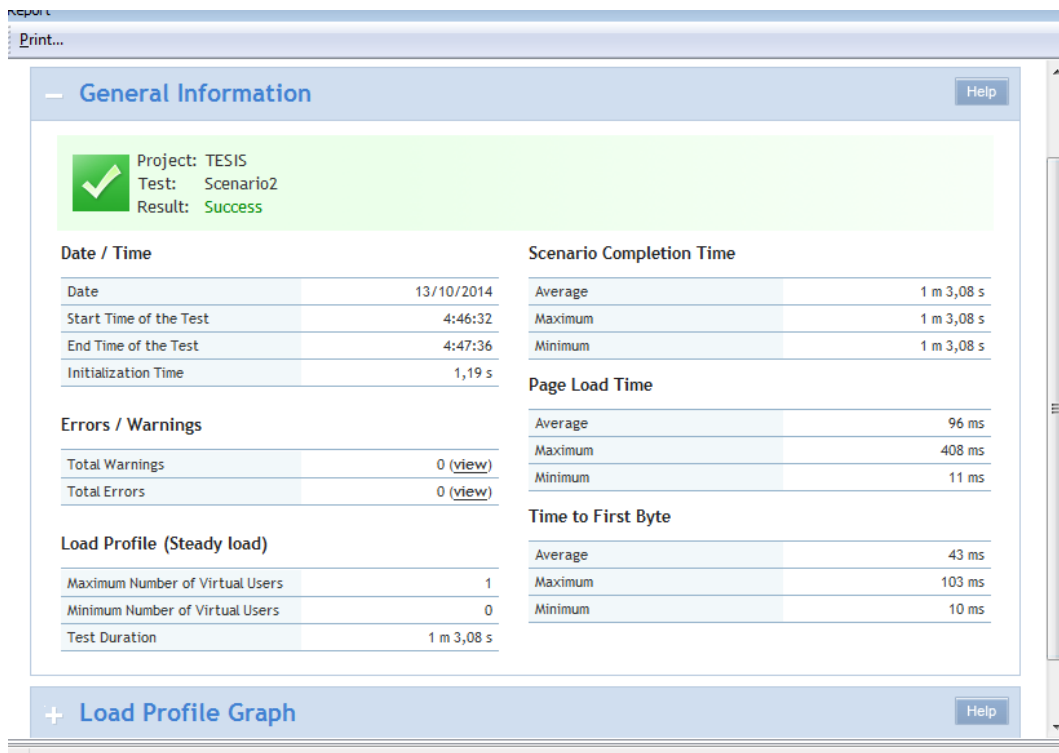 Report
Print...
General Information
Help
Project: TESIS
Test: Scenario2
Result: Success
Date / Time
Date 13/10/2014
Start Time of the Test 4:46:32
End Time of the Test 4:47:36
Initialization Time 1,19 s
Errors / Warnings
Total Warnings 0 (view)
Total Errors 0 (view)
Load Profile (Steady load)
Maximum Number of Virtual Users 1
Minimum Number of Virtual Users 0
Test Duration 1 m 3,08 s
Scenario Completion Time
Average 1 m 3,08 s
Maximum 1 m 3,08 s
Minimum 1 m 3,08 s
Page Load Time
Average 96 ms
Maximum 408 ms
Minimum 11 ms
Time to First Byte
Average 43 ms
Maximum 103 ms
Minimum 10 ms
Load Profile Graph
Help